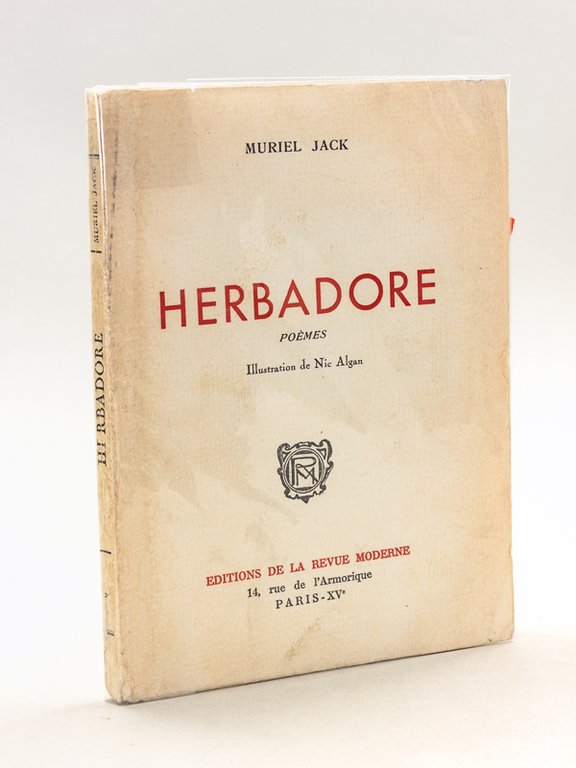 MURIEL JACK
HERBADORE
POÈMES
Illustration de Nic Algan
RM
EDITIONS DE LA REVUE MODERNE
14, rue de l'Armorique
PARIS-XVe
MURIEL JACK
HERBADORE